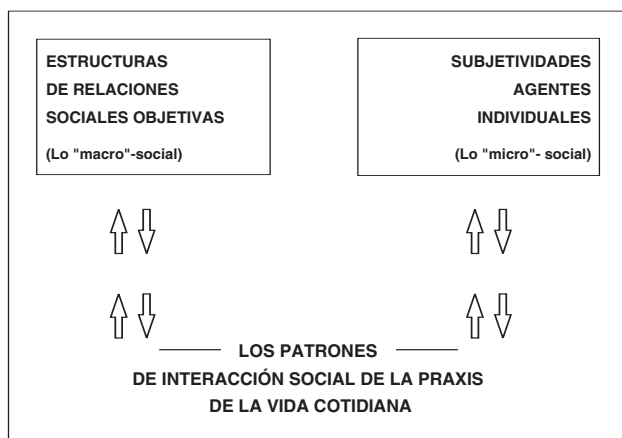 ESTRUCTURAS
DE RELACIONES
SOCIALES OBJETIVAS
(Lo "macro"-social)
SUBJETIVIDADES
AGENTES
INDIVIDUALES
(Lo "micro"- social)
LOS PATRONES
DE INTERACCIÓN SOCIAL DE LA PRAXIS
DE LA VIDA COTIDIANA